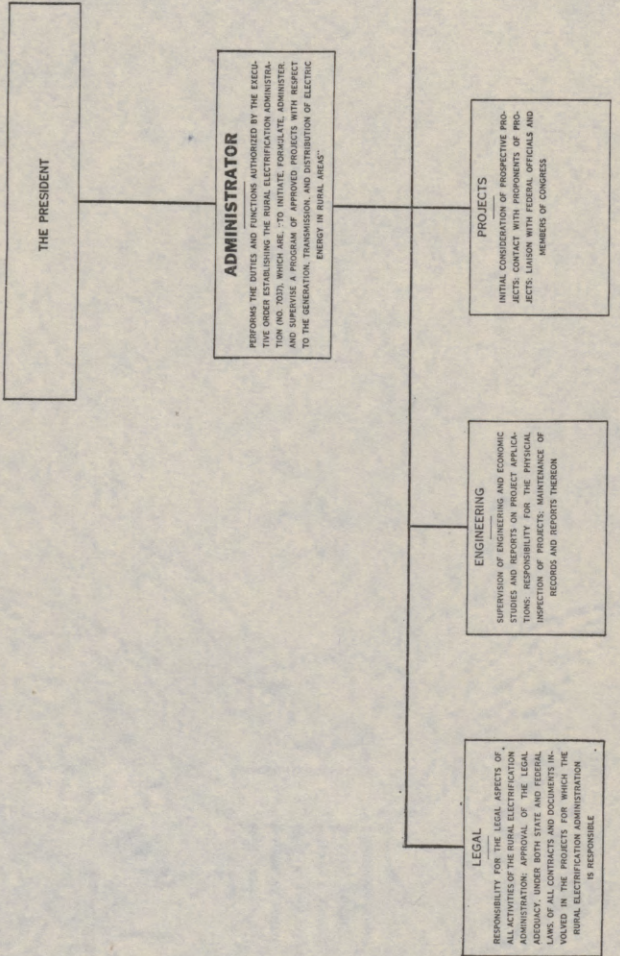 THE PRESIDENT
ADMINISTRATOR
PERFORMS THE DUTIES AND FUNCTIONS AUTHORIZED BY THE EXECU-
TIVE ORDER ESTABLISHING THE RURAL ELECTRIFICATION ADMINISTRA-
TION (NO. 7037), WHICH ARE, "TO INITIATE, FORMULATE, ADMINISTER
AND SUPERVISE A PROGRAM OF APPROVED PROJECTS WITH RESPECT
TO THE GENERATION, TRANSMISSION, AND DISTRIBUTION OF ELECTRIC
ENERGY IN RURAL AREAS"
LEGAL
RESPONSIBILITY FOR THE LEGAL ASPECTS OF
ALL ACTIVITIES OF THE RURAL ELECTRIFICATION
ADMINISTRATION: APPROVAL OF THE LEGAL
ADEQUACY, UNDER BOTH STATE AND FEDERAL
LAWS, OF ALL CONTRACTS AND DOCUMENTS IN-
VOLVED IN THE PROJECTS FOR WHICH THE
RURAL ELECTRIFICATION ADMINISTRATION
IS RESPONSIBLE
ENGINEERING
SUPERVISION OF ENGINEERING AND ECONOMIC
STUDIES AND REPORTS ON PROJECT APPLICA-
TIONS: RESPONSIBILITY FOR THE PHYSICIAL
INSPECTION OF PROJECTS; MAINTENANCE OF
RECORDS AND REPORTS THEREON
PROJECTS
INITIAL CONSIDERATION OF PROSPECTIVE PRO-
JECTS: CONTACT WITH PROPONENTS OF PRO-
JECTS: LIAISON WITH FEDERAL OFFICIALS AND
MEMBERS OF CONGRESS